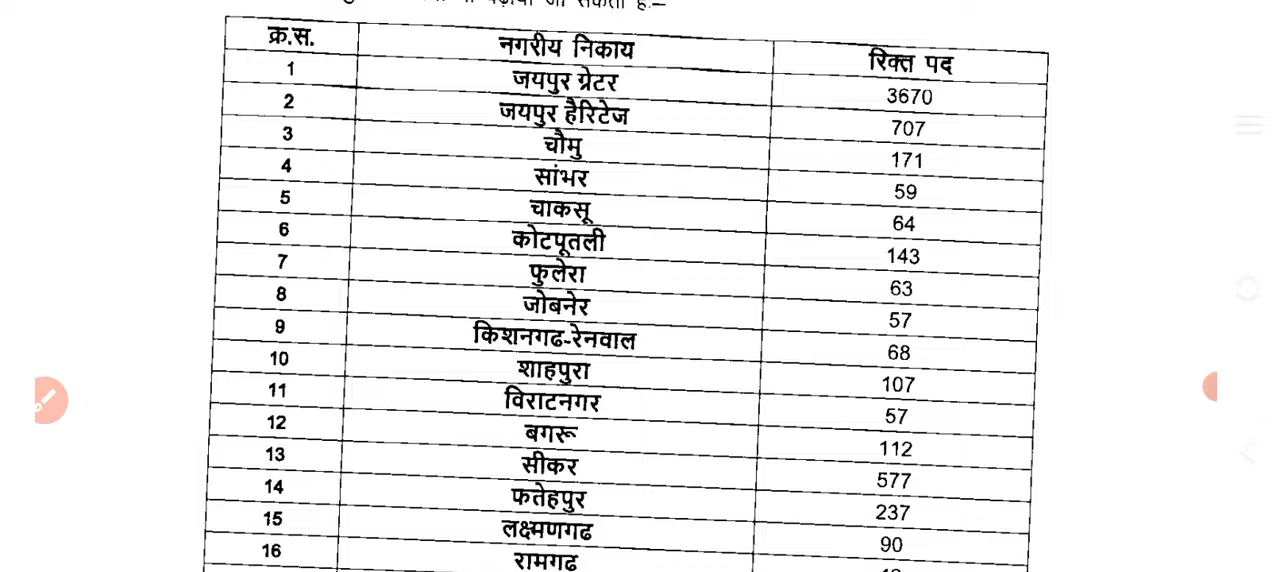 सकता है:–
क्र.स. नगरीय निकाय रिक्त पद
1 जयपुर ग्रेटर 3670
2 जयपुर हैरिटेज 707
3 चौमु 171
4 सांभर 59
5 चाकसू 64
6 कोटपूतली 143
7 फुलेरा 63
8 जोबनेर 57
9 किशनगढ-रेनवाल 68
10 शाहपुरा 107
11 विराटनगर 57
12 बगरू 112
13 सीकर 577
14 फतेहपुर 237
15 लक्ष्मणगढ 90
16 रामगढ